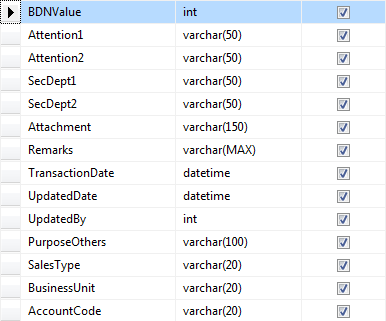 BDNValue int
Attention1 varchar(50)
Attention2 varchar(50)
SecDept1 varchar(50)
SecDept2 varchar(50)
Attachment varchar(150)
Remarks varchar(MAX)
TransactionDate datetime
UpdatedDate datetime
UpdatedBy int
PurposeOthers varchar(100)
SalesType varchar(20)
BusinessUnit varchar(20)
AccountCode varchar(20)